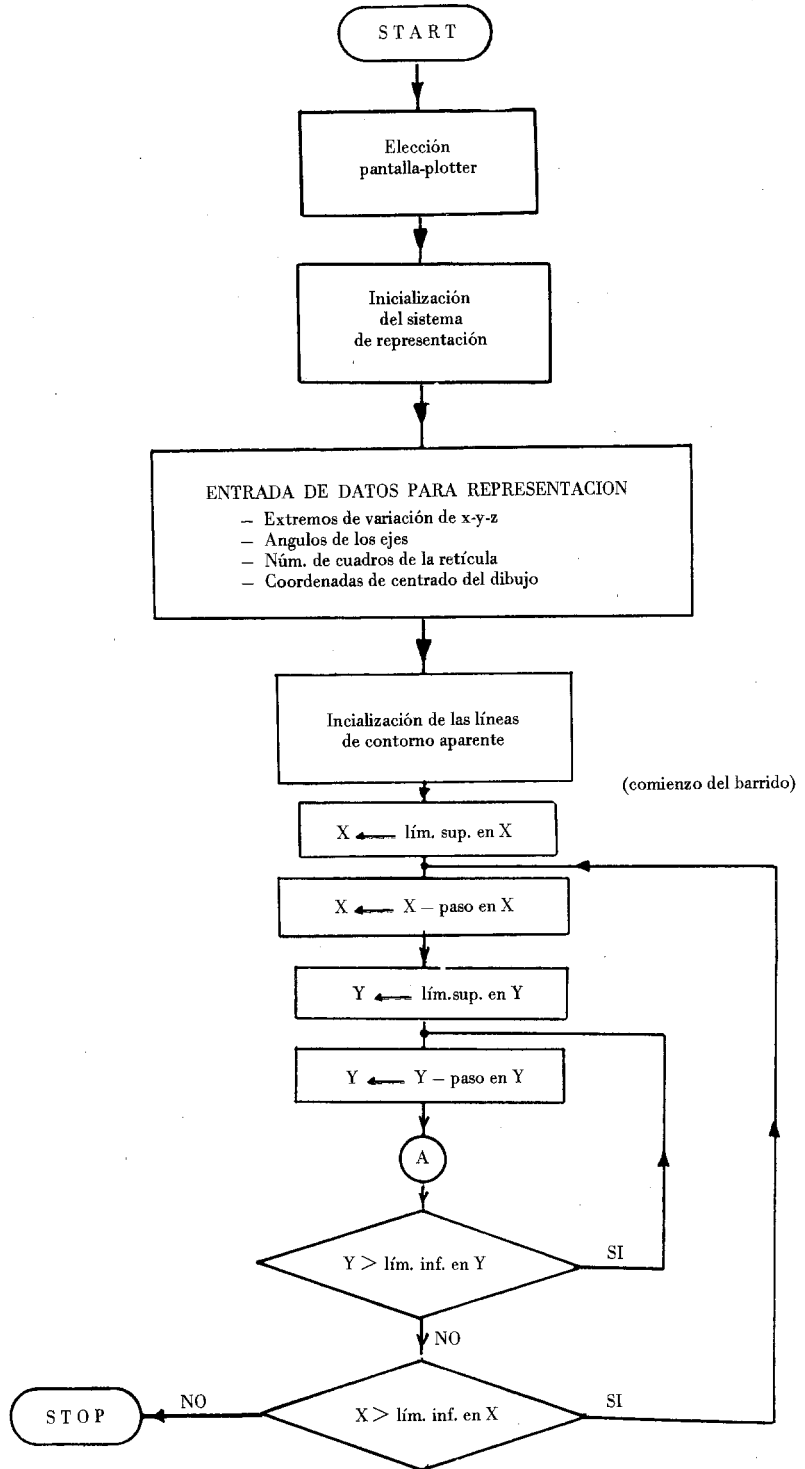 START
Elección
pantalla-plotter
Inicialización
del sistema
de representación
ENTRADA DE DATOS PARA REPRESENTACION
— Extremos de variación de x-y-z
— Angulos de los ejes
— Núm. de cuadros de la retícula
— Coordenadas de centrado del dibujo
Incialización de las líneas
de contorno aparente
(comienzo del barrido)
X ← lím. sup. en X
X ← X – paso en X
Y ← lím.sup. en Y
Y ← Y – paso en Y
A
Y > lím. inf. en Y
SI
NO
X > lím. inf. en X
SI
NO
STOP